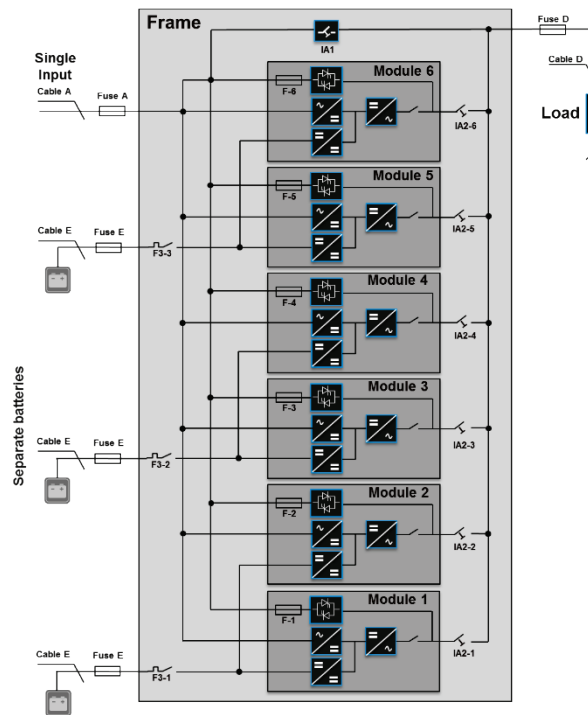 Frame
Fuse D
IA1
Cable D
Single
Input
Cable A
Fuse A
Module 6
F-6
IA2-6
Load
Module 5
F-5
IA2-5
Cable E
Fuse E
F3-3
Module 4
F-4
IA2-4
Separate batteries
Module 3
F-3
IA2-3
Cable E
Fuse E
F3-2
Module 2
F-2
IA2-2
Module 1
F-1
IA2-1
Cable E
Fuse E
F3-1